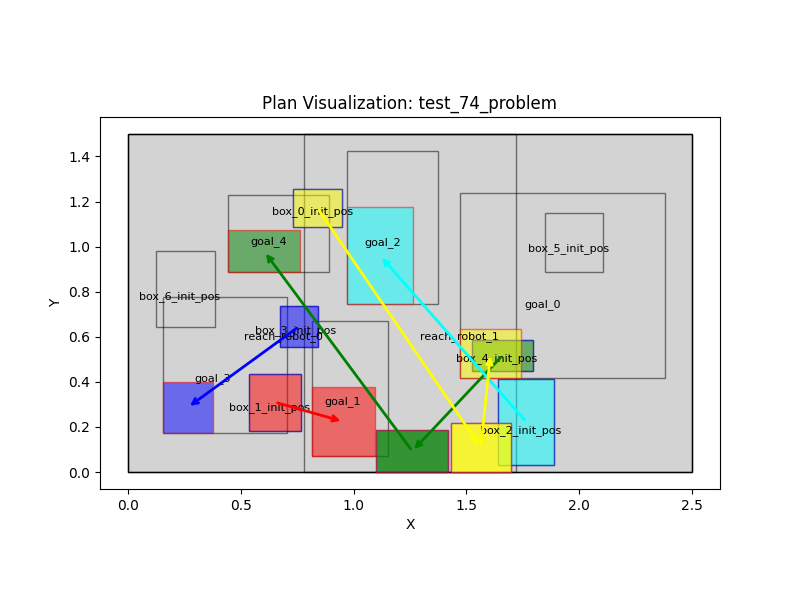 Plan Visualization: test_74_problem
1.4
1.2
1.0
0.8
0.6
0.4
0.2
0.0
Y
box_0_init_pos
goal_4
goal_2
box_5_init_pos
box_6_init_pos
goal_0
box_3_init_pos
reach_robot_0
reach_robot_1
box_4_init_pos
goal_3
box_1_init_pos
goal_1
box_2_init_pos
0.0 0.5 1.0 1.5 2.0 2.5
X